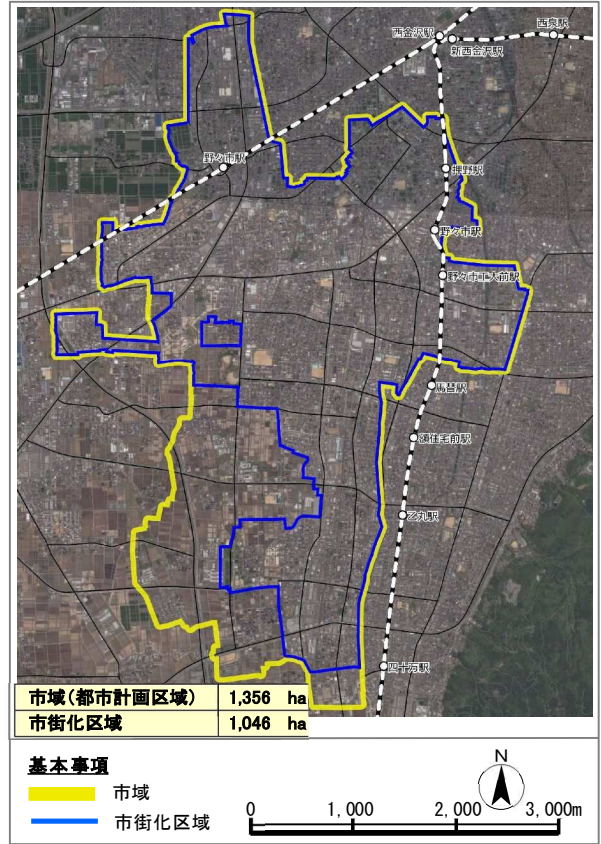 西金沢駅
西泉駅
新西金沢駅
野々市駅
押野駅
野々市駅
野々市工大前駅
馬替駅
額住宅前駅
乙丸駅
四十万駅
市域(都市計画区域) 1,356 ha
市街化区域 1,046 ha
基本事項
市域
市街化区域
N
0 1,000 2,000 3,000m